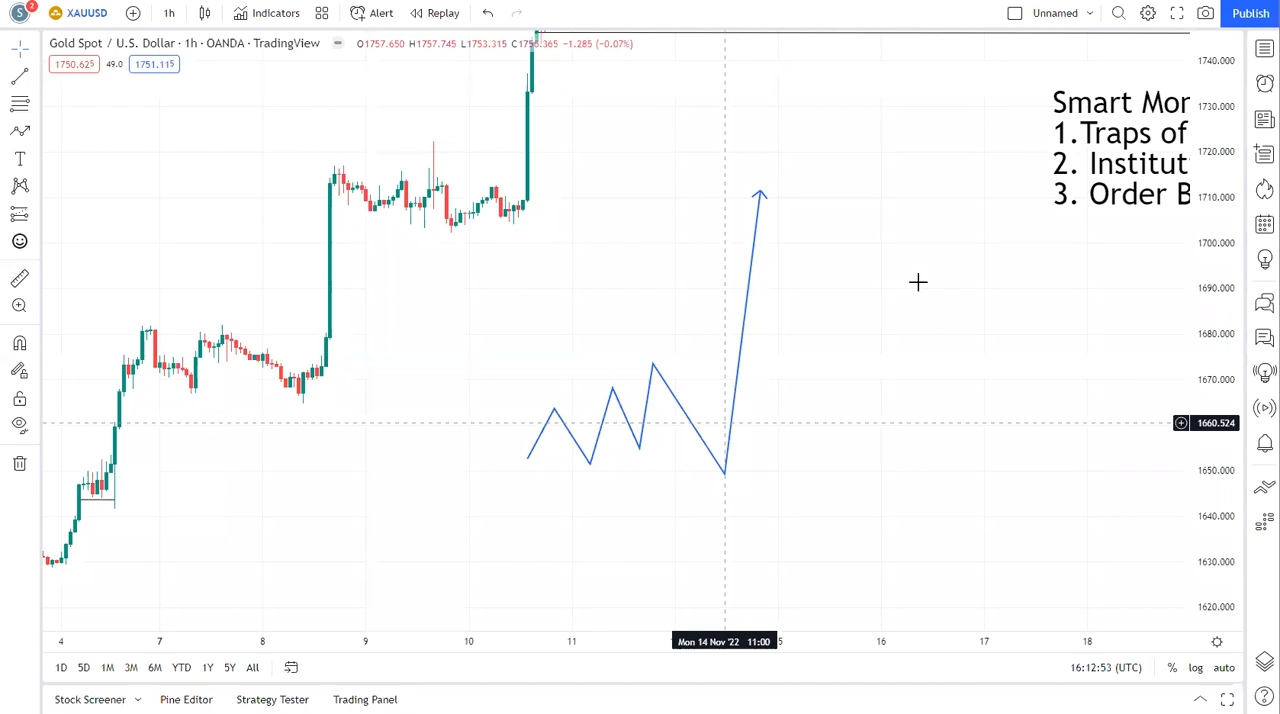 S 2 XAUUSD 1h Indicators Alert Replay Unnamed Publish
Gold Spot / U.S. Dollar · 1h · OANDA · TradingView O1757.650 H1757.745 L1753.315 C1756.365 −1.285 (−0.07%)
1750.625 49.0 1751.115
1740.000
1730.000
1720.000
1710.000
1700.000
1690.000
1680.000
1670.000
1660.524
1650.000
1640.000
1630.000
1620.000
Smart Mon
1.Traps of
2. Institut
3. Order B
4 7 8 9 10 11 Mon 14 Nov '22 11:00 5 16 17 18
1D 5D 1M 3M 6M YTD 1Y 5Y All 16:12:53 (UTC) % log auto
Stock Screener Pine Editor Strategy Tester Trading Panel